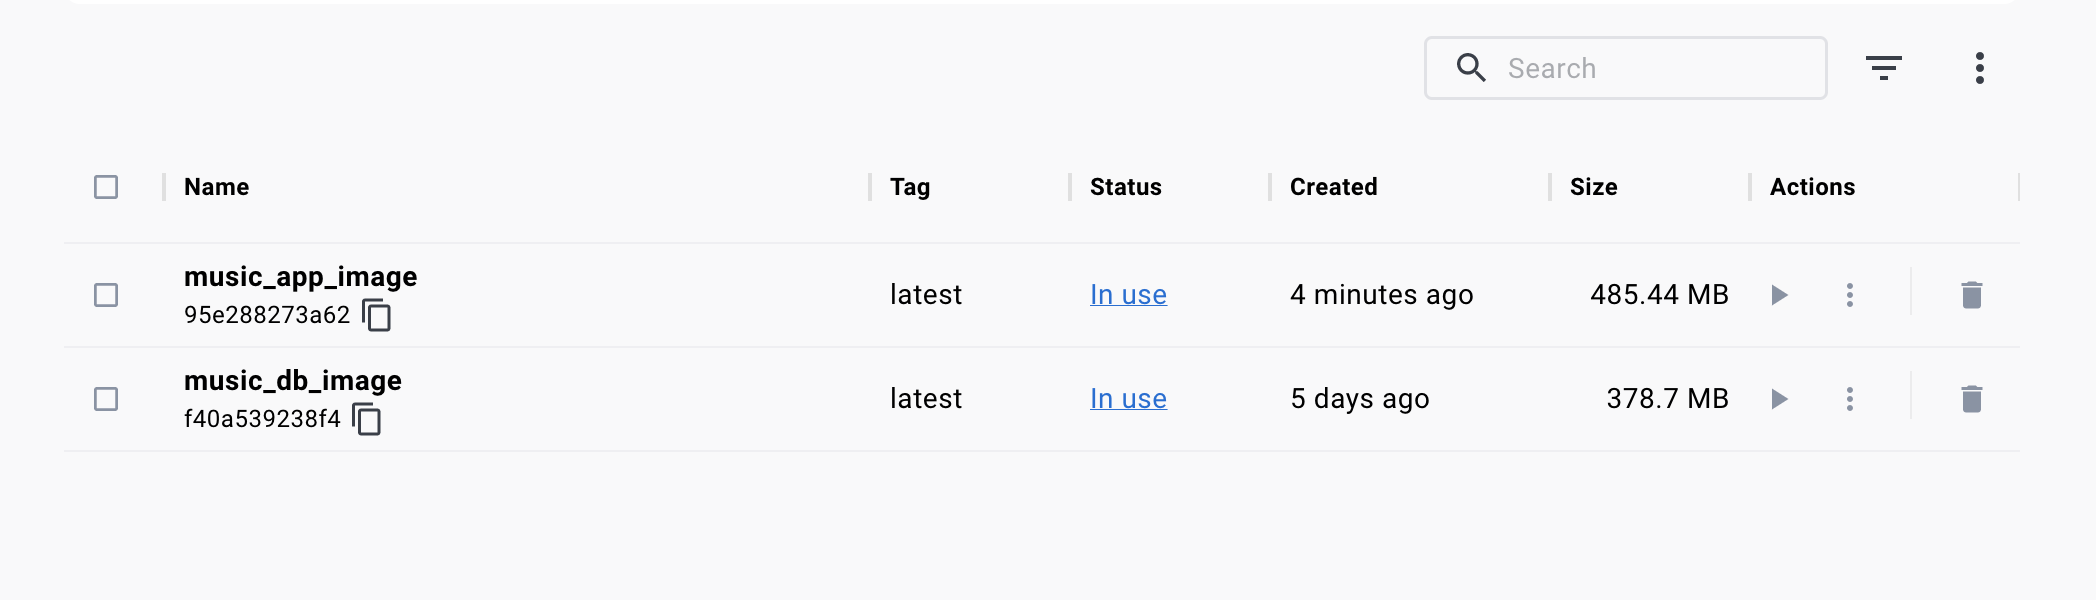 Search
Name Tag Status Created Size Actions
music_app_image
95e288273a62
latest In use 4 minutes ago 485.44 MB
music_db_image
f40a539238f4
latest In use 5 days ago 378.7 MB